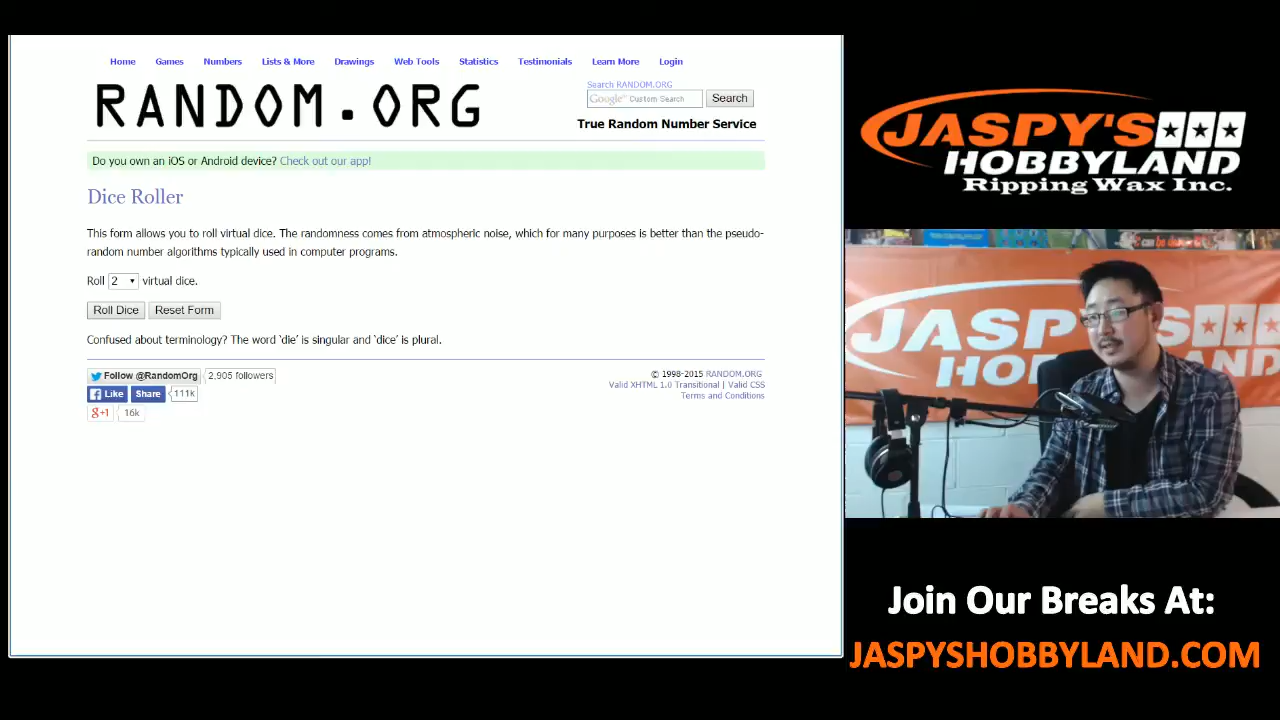 Home Games Numbers Lists & More Drawings Web Tools Statistics Testimonials Learn More Login
RANDOM.ORG
Search RANDOM.ORG
Google Custom Search Search
True Random Number Service
Do you own an iOS or Android device? Check out our app!
Dice Roller
This form allows you to roll virtual dice. The randomness comes from atmospheric noise, which for many purposes is better than the pseudo-
random number algorithms typically used in computer programs.
Roll 2 virtual dice.
Roll Dice Reset Form
Confused about terminology? The word ‘die’ is singular and ‘dice’ is plural.
Follow @RandomOrg 2,905 followers
Like Share 111k
g+1 16k
© 1998-2015 RANDOM.ORG
Valid XHTML 1.0 Transitional | Valid CSS
Terms and Conditions
JASPY'S
HOBBYLAND
Ripping Wax Inc.
JASPY'S
Join Our Breaks At:
JASPYSHOBBYLAND.COM